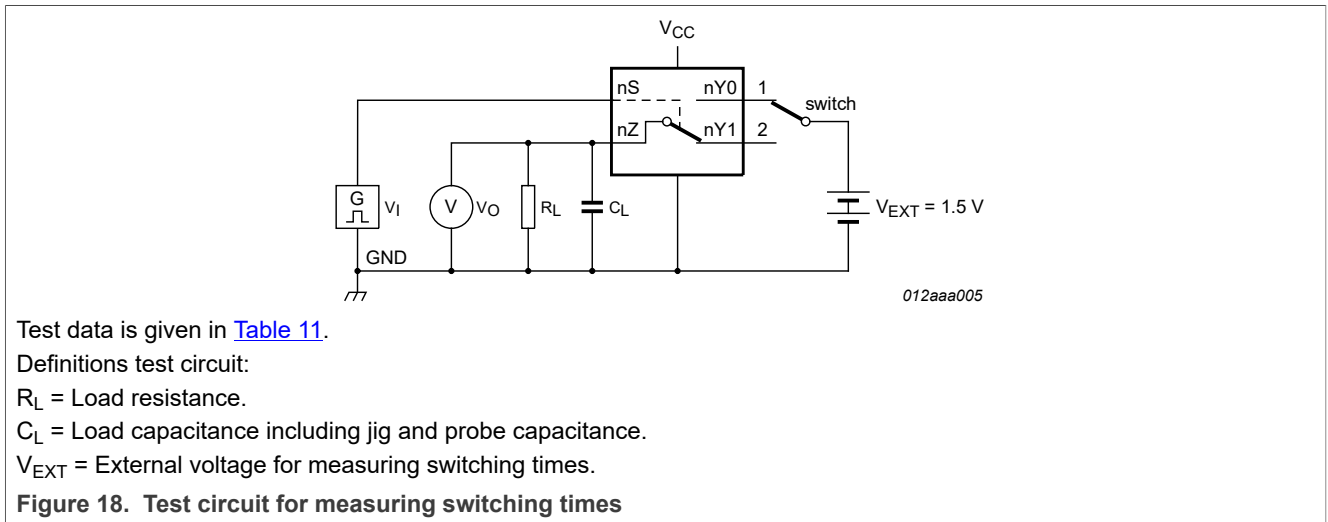 VCC
nS
nY0
1
switch
nZ
nY1
2
G
VI
V
VO
RL
CL
VEXT = 1.5 V
GND
012aaa005
Test data is given in Table 11.
Definitions test circuit:
RL = Load resistance.
CL = Load capacitance including jig and probe capacitance.
VEXT = External voltage for measuring switching times.
Figure 18. Test circuit for measuring switching times